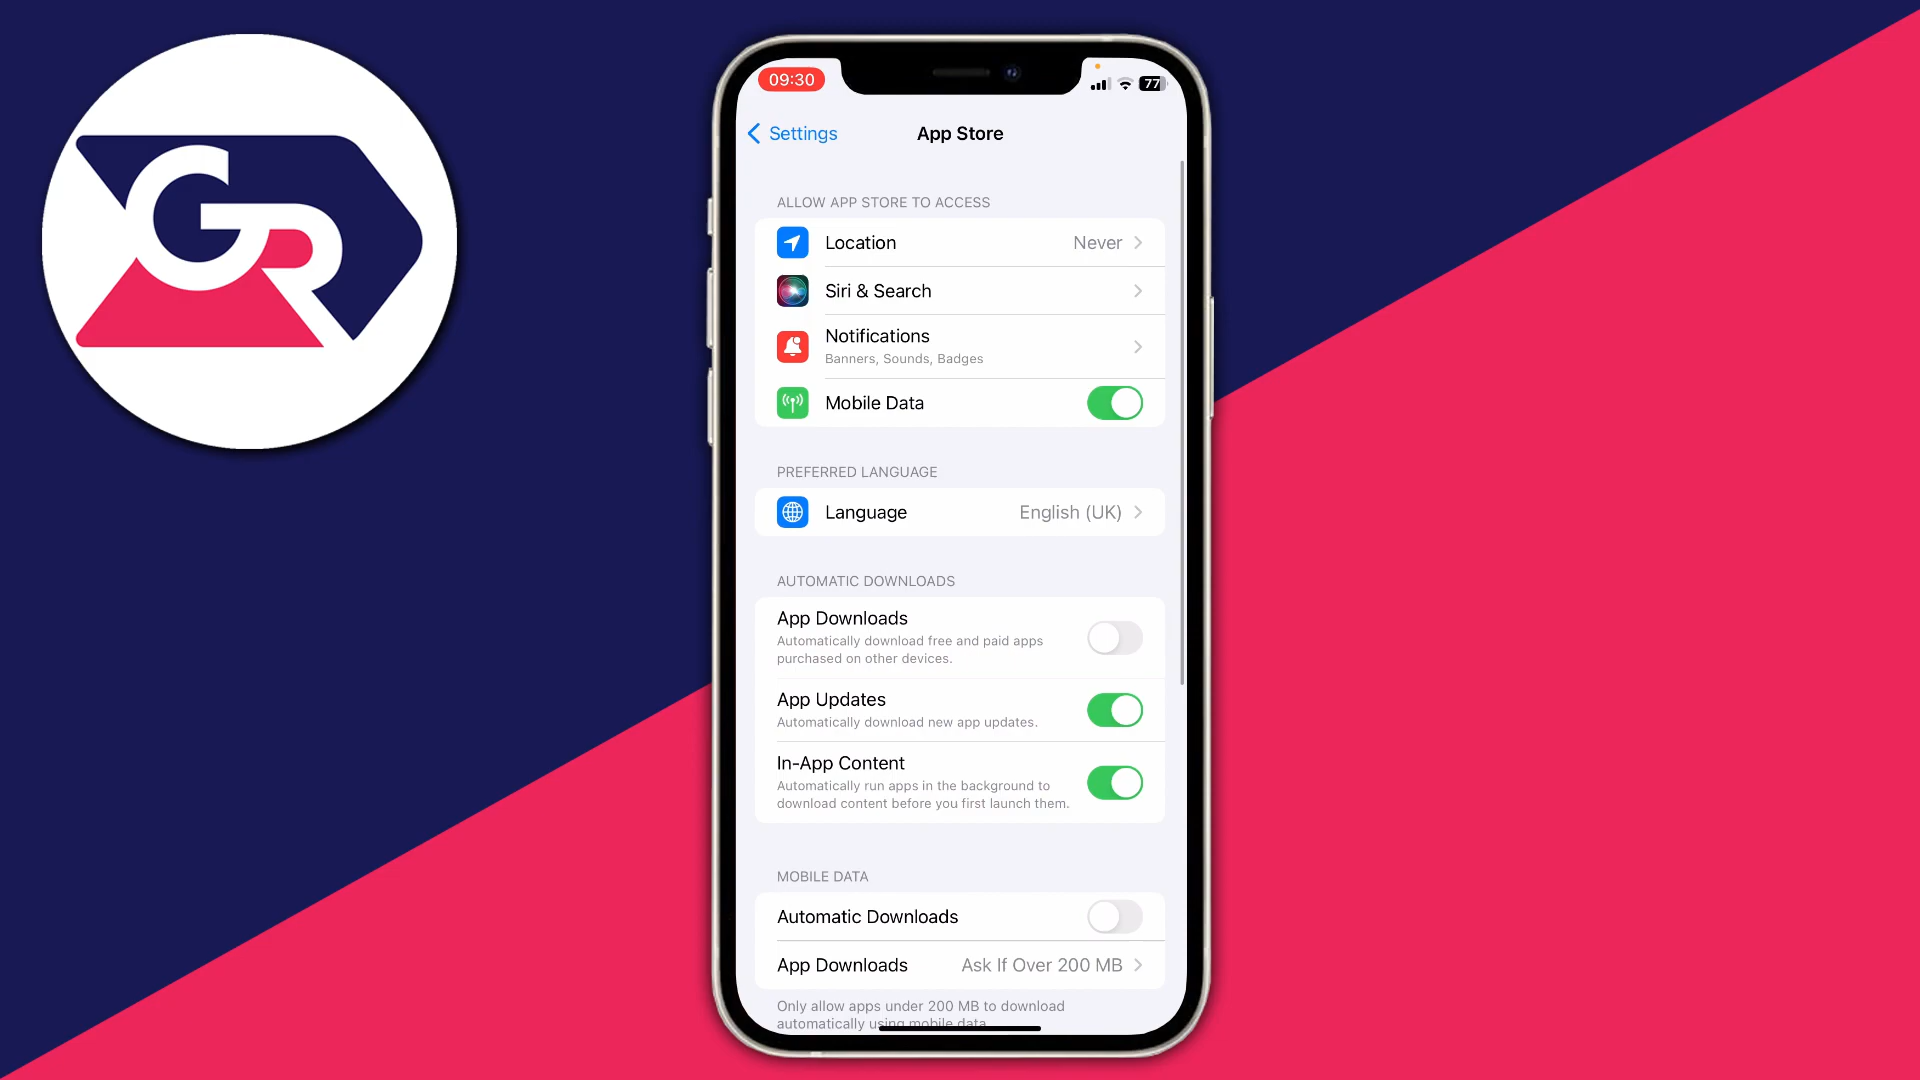 GR
09:30
77
Settings
App Store
ALLOW APP STORE TO ACCESS
Location
Never
Siri & Search
Notifications
Banners, Sounds, Badges
Mobile Data
PREFERRED LANGUAGE
Language
English (UK)
AUTOMATIC DOWNLOADS
App Downloads
Automatically download free and paid apps
purchased on other devices.
App Updates
Automatically download new app updates.
In-App Content
Automatically run apps in the background to
download content before you first launch them.
MOBILE DATA
Automatic Downloads
App Downloads
Ask If Over 200 MB
Only allow apps under 200 MB to download
automatically using mobile data.